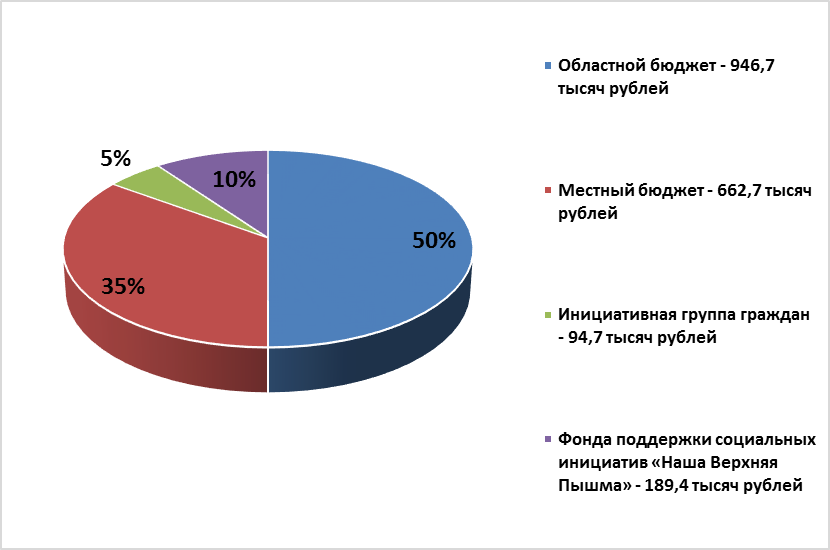 5%
10%
50%
35%
Областной бюджет - 946,7
тысяч рублей
Местный бюджет - 662,7 тысяч
рублей
Инициативная группа граждан
- 94,7 тысяч рублей
Фонда поддержки социальных
инициатив «Наша Верхняя
Пышма» - 189,4 тысяч рублей